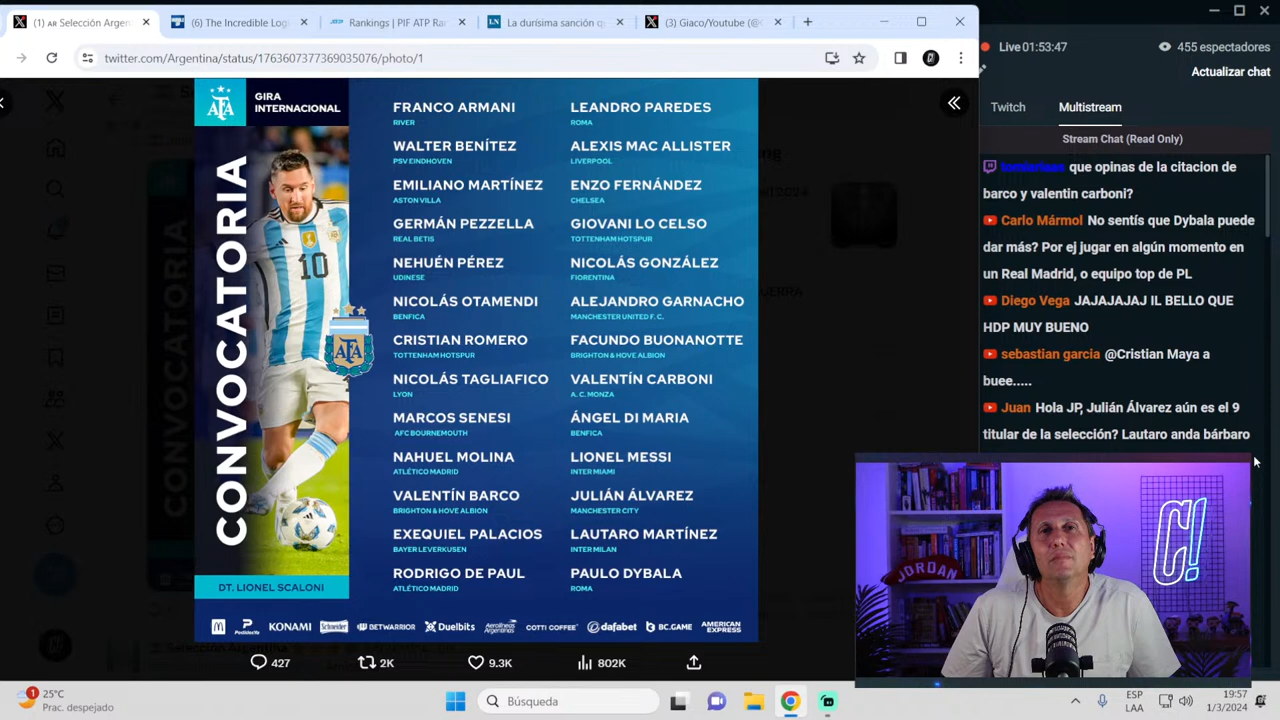 (1) AR Selección Argen
(6) The Incredible Log
Rankings | PIF ATP Ra
LN La durísima sanción q
(3) Giaco/Youtube (@
twitter.com/Argentina/status/1763607377369035076/photo/1
Live 01:53:47
455 espectadores
Actualizar chat
Twitch
Multistream
Stream Chat (Read Only)
que opinas de la citacion de
barco y valentin carboni?
Carlo Mármol No sentís que Dybala puede
dar más? Por ej jugar en algún momento en
un Real Madrid, o equipo top de PL
Diego Vega JAJAJAJAJ IL BELLO QUE
HDP MUY BUENO
sebastian garcia @Cristian Maya a
buee.....
Juan Hola JP, Julián Álvarez aún es el 9
titular de la selección? Lautaro anda bárbaro
AFA
GIRA
INTERNACIONAL
CONVOCATORIA
10
AFA
DT. LIONEL SCALONI
FRANCO ARMANI
RIVER
WALTER BENÍTEZ
PSV EINDHOVEN
EMILIANO MARTÍNEZ
ASTON VILLA
GERMÁN PEZZELLA
REAL BETIS
NEHUÉN PÉREZ
UDINESE
NICOLÁS OTAMENDI
BENFICA
CRISTIAN ROMERO
TOTTENHAM HOTSPUR
NICOLÁS TAGLIAFICO
LYON
MARCOS SENESI
AFC BOURNEMOUTH
NAHUEL MOLINA
ATLÉTICO MADRID
VALENTÍN BARCO
BRIGHTON & HOVE ALBION
EXEQUIEL PALACIOS
BAYER LEVERKUSEN
RODRIGO DE PAUL
ATLÉTICO MADRID
LEANDRO PAREDES
ROMA
ALEXIS MAC ALLISTER
LIVERPOOL
ENZO FERNÁNDEZ
CHELSEA
GIOVANI LO CELSO
TOTTENHAM HOTSPUR
NICOLÁS GONZÁLEZ
FIORENTINA
ALEJANDRO GARNACHO
MANCHESTER UNITED F. C.
FACUNDO BUONANOTTE
BRIGHTON & HOVE ALBION
VALENTÍN CARBONI
A. C. MONZA
ÁNGEL DI MARIA
BENFICA
LIONEL MESSI
INTER MIAMI
JULIÁN ÁLVAREZ
MANCHESTER CITY
LAUTARO MARTÍNEZ
INTER MILAN
PAULO DYBALA
ROMA
PedidosYa KONAMI Schneider BETWARRIOR Duelbits Aerolíneas Argentinas COTTI COFFEE dafabet BC.GAME AMERICAN EXPRESS
427
2K
9.3K
802K
JORDAN
C!
1
25°C
Prac. despejado
Búsqueda
ESP
LAA
19:57
1/3/2024